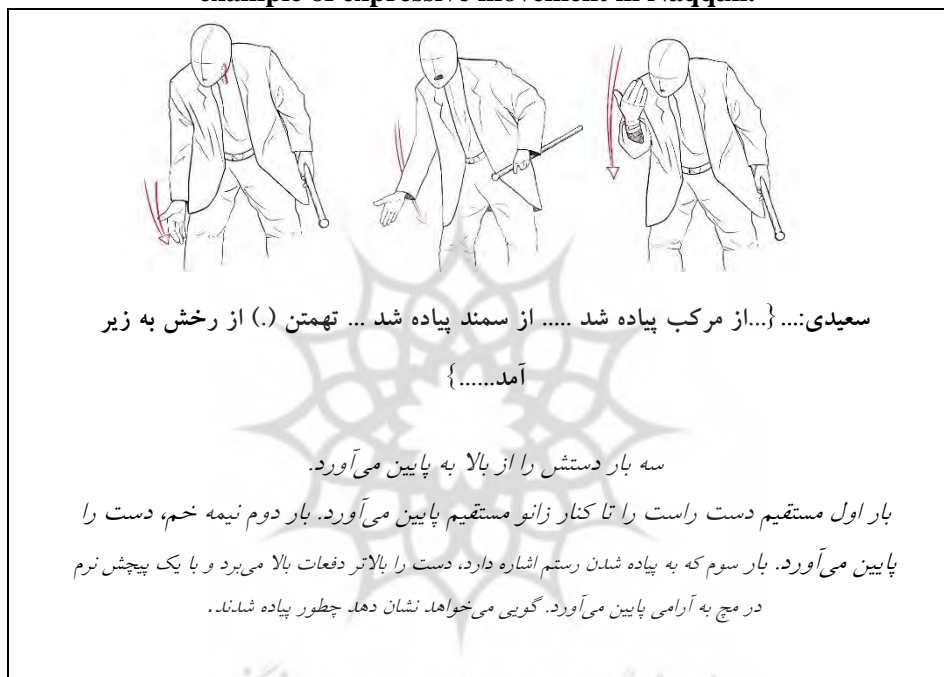 example of expressive movement in Naqqali.
سعیدی:... {...از مرکب پیاده شد ..... از سمند پیاده شد ... تهمتن (.) از رخش به زیر
آمد......}
سه بار دستش را از بالا به پایین می‌آورد.
بار اول مستقیم دست راست را تا کنار زانو مستقیم پایین می‌آورد. بار دوم نیمه خم، دست را
پایین می‌آورد. بار سوم که به پیاده شدن رستم اشاره دارد، دست را بالاتر دفعات بالا می‌برد و با یک پیچش نرم
در مچ به آرامی پایین می‌آورد. گویی می‌خواهد نشان دهد چطور پیاده شدند.